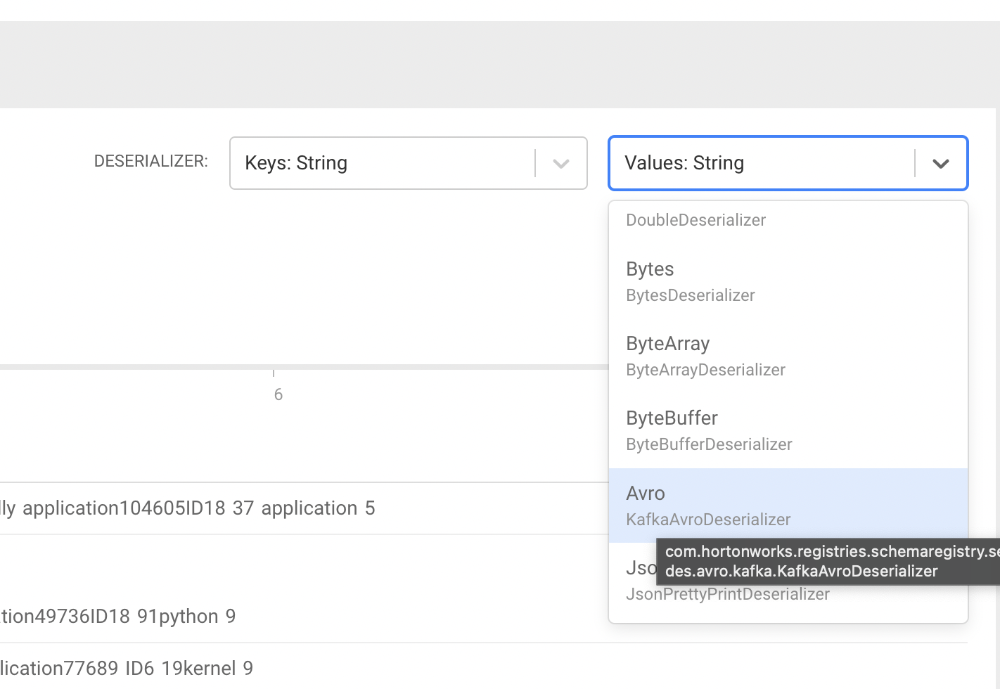 DESERIALIZER:
Keys: String
Values: String
DoubleDeserializer
Bytes
BytesDeserializer
ByteArray
ByteArrayDeserializer
ByteBuffer
ByteBufferDeserializer
Avro
KafkaAvroDeserializer
com.hortonworks.registries.schemaregistry.se
des.avro.kafka.KafkaAvroDeserializer
Jso
JsonPrettyPrintDeserializer
6
lly application104605ID18 37 application 5
tion49736ID18 91python 9
lication77689 ID6 19kernel 9